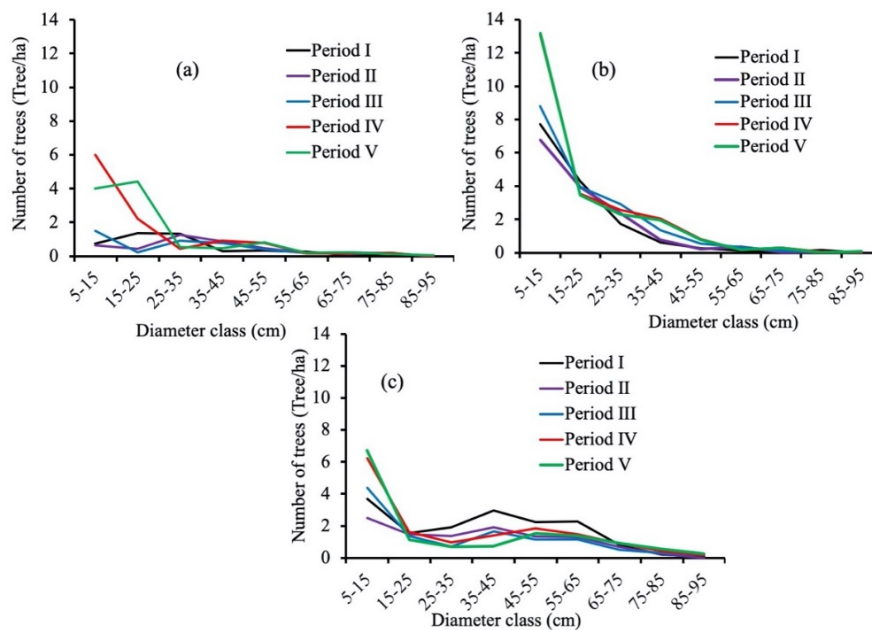 14
12
10
8
6
4
2
0
Number of trees (Tree/ha)
(a)
Period I
Period II
Period III
Period IV
Period V
5-15
15-25
25-35
35-45
45-55
55-65
65-75
75-85
85-95
Diameter class (cm)
14
12
10
8
6
4
2
0
Number of trees (Tree/ha)
(b)
Period I
Period II
Period III
Period IV
Period V
5-15
15-25
25-35
35-45
45-55
55-65
65-75
75-85
85-95
Diameter class (cm)
14
12
10
8
6
4
2
0
Number of trees (Tree/ha)
(c)
Period I
Period II
Period III
Period IV
Period V
5-15
15-25
25-35
35-45
45-55
55-65
65-75
75-85
85-95
Diameter class (cm)